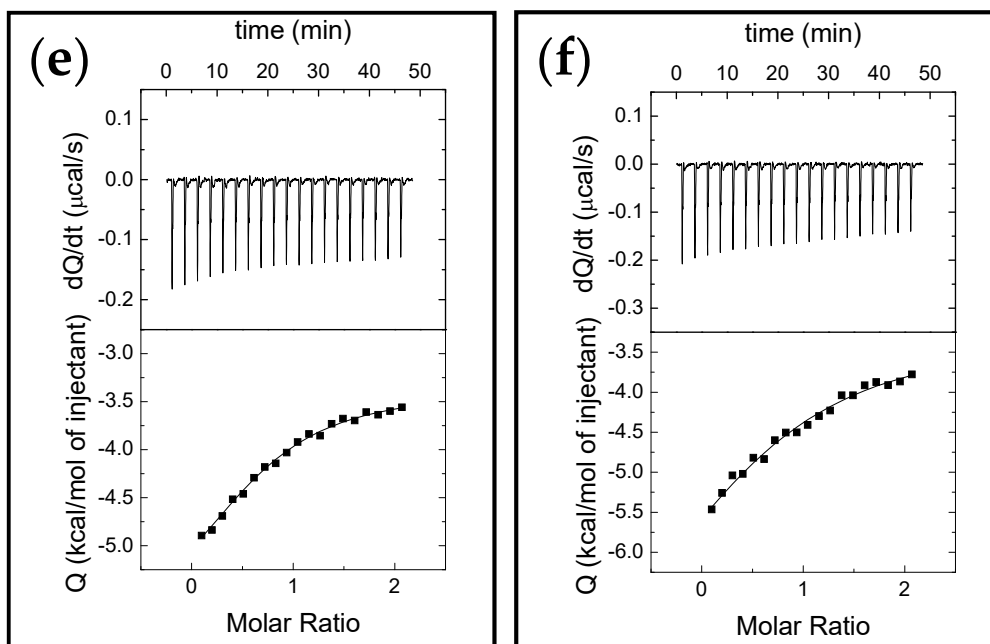 (e)
time (min)
0 10 20 30 40 50
dQ/dt (μcal/s)
0.1
0.0
-0.1
-0.2
Q (kcal/mol of injectant)
-3.0
-3.5
-4.0
-4.5
-5.0
0 1 2
Molar Ratio
(f)
time (min)
0 10 20 30 40 50
dQ/dt (μcal/s)
0.1
0.0
-0.1
-0.2
-0.3
Q (kcal/mol of injectant)
-3.5
-4.0
-4.5
-5.0
-5.5
-6.0
0 1 2
Molar Ratio